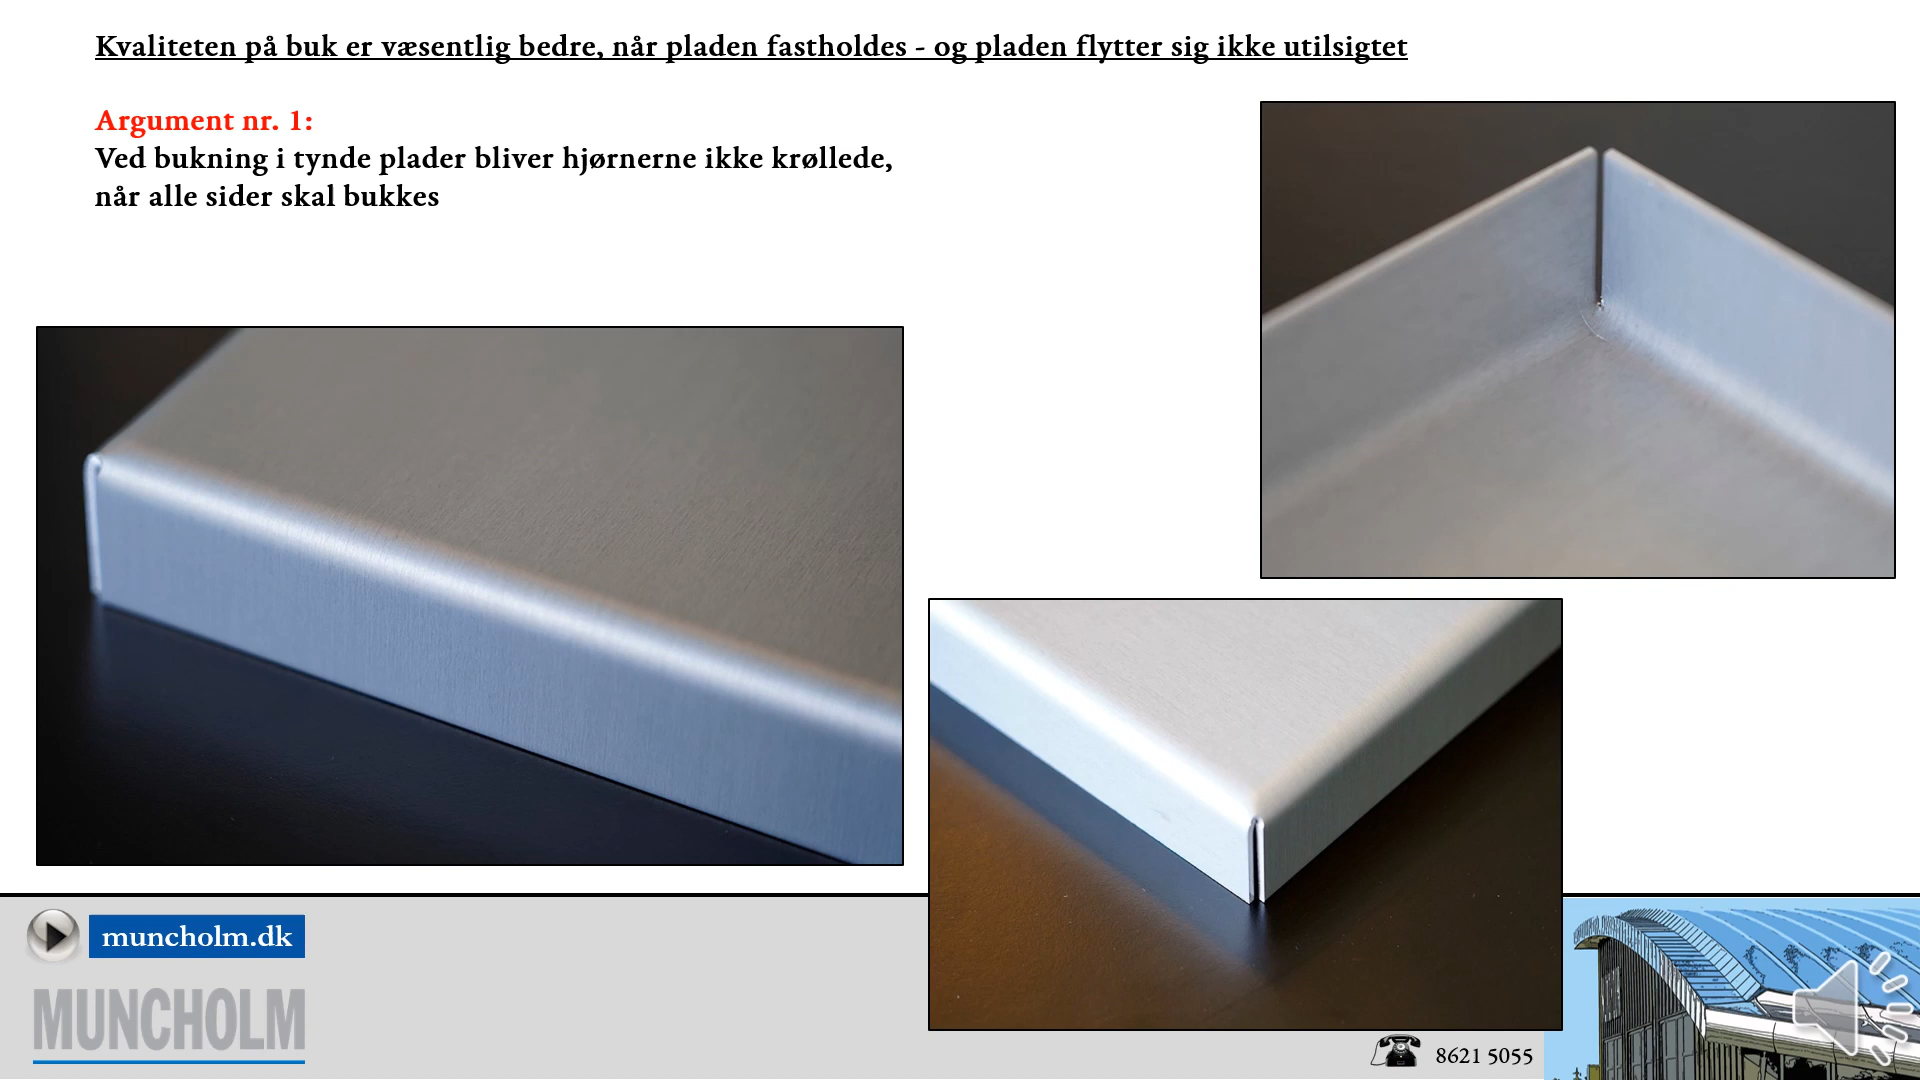 Kvaliteten på buk er væsentlig bedre, når pladen fastholdes - og pladen flytter sig ikke utilsigtet
Argument nr. 1:
Ved bukning i tynde plader bliver hjørnerne ikke krøllede,
når alle sider skal bukkes
muncholm.dk
MUNCHOLM
8621 5055